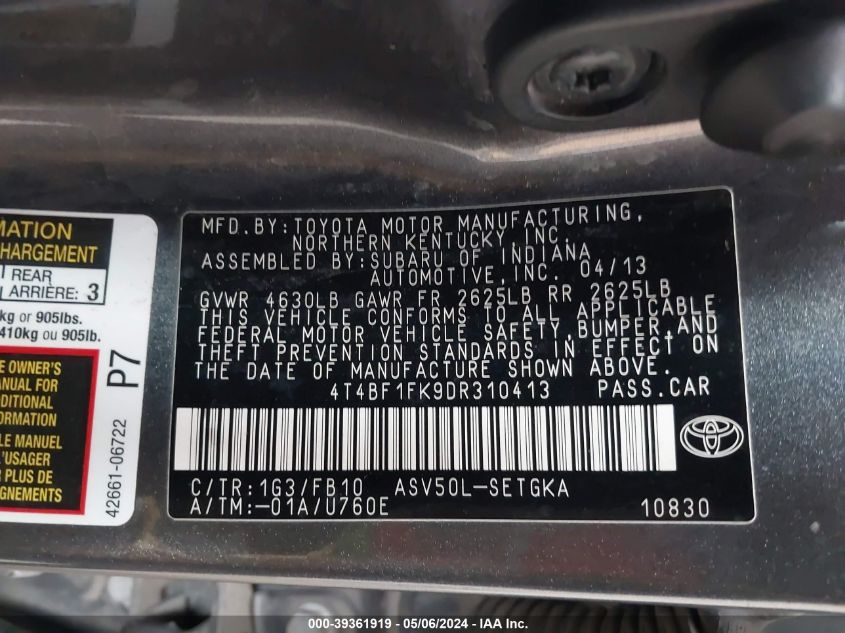 MATION
CHARGEMENT
REAR
ARRIÈRE: 3
kg or 905lbs.
410kg ou 905lb.
E OWNER'S
ANUAL FOR
DDITIONAL
FORMATION
LE MANUEL
L'USAGER
R PLUS DE
GNEMENTS
P7
42661-06722
MFD.BY:TOYOTA MOTOR MANUFACTURING,
NORTHERN KENTUCKY,INC.
ASSEMBLED BY:SUBARU OF INDIANA
AUTOMOTIVE,INC. 04/13
GVWR 4630LB GAWR FR 2625LB RR 2625LB
THIS VEHICLE CONFORMS TO ALL APPLICABLE
FEDERAL MOTOR VEHICLE SAFETY,BUMPER,AND
THEFT PREVENTION STANDARDS IN EFFECT ON
THE DATE OF MANUFACTURE SHOWN ABOVE.
4T4BF1FK9DR310413 PASS.CAR
C/TR:1G3/FB10 ASV50L-SETGKA
A/TM:-01A/U760E 10830
000-39361919 - 05/06/2024 - IAA Inc.